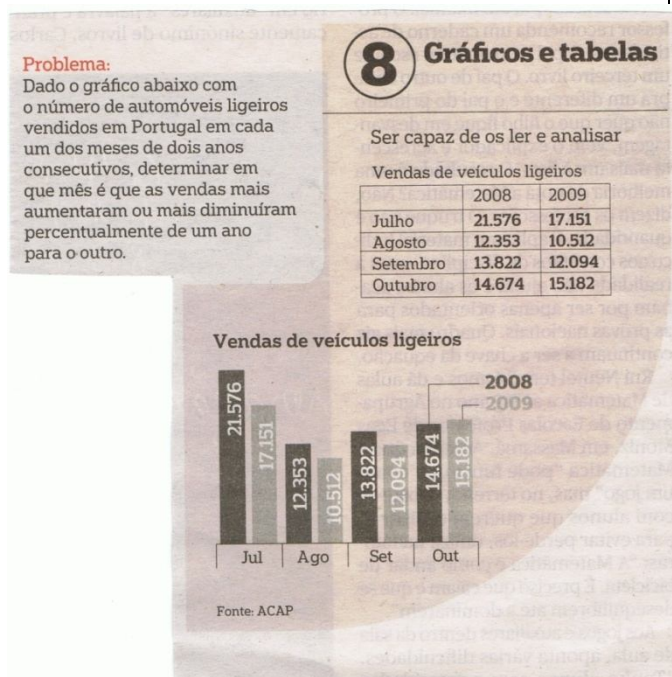 Problema:
Dado o gráfico abaixo com
o número de automóveis ligeiros
vendidos em Portugal em cada
um dos meses de dois anos
consecutivos, determinar em
que mês é que as vendas mais
aumentaram ou mais diminuíram
percentualmente de um ano
para o outro.
8 Gráficos e tabelas
Ser capaz de os ler e analisar
Vendas de veículos ligeiros
2008 2009
Julho 21.576 17.151
Agosto 12.353 10.512
Setembro 13.822 12.094
Outubro 14.674 15.182
Vendas de veículos ligeiros
2008
2009
21.576 17.151 12.353 10.512 13.822 12.094 14.674 15.182
Jul Ago Set Out
Fonte: ACAP